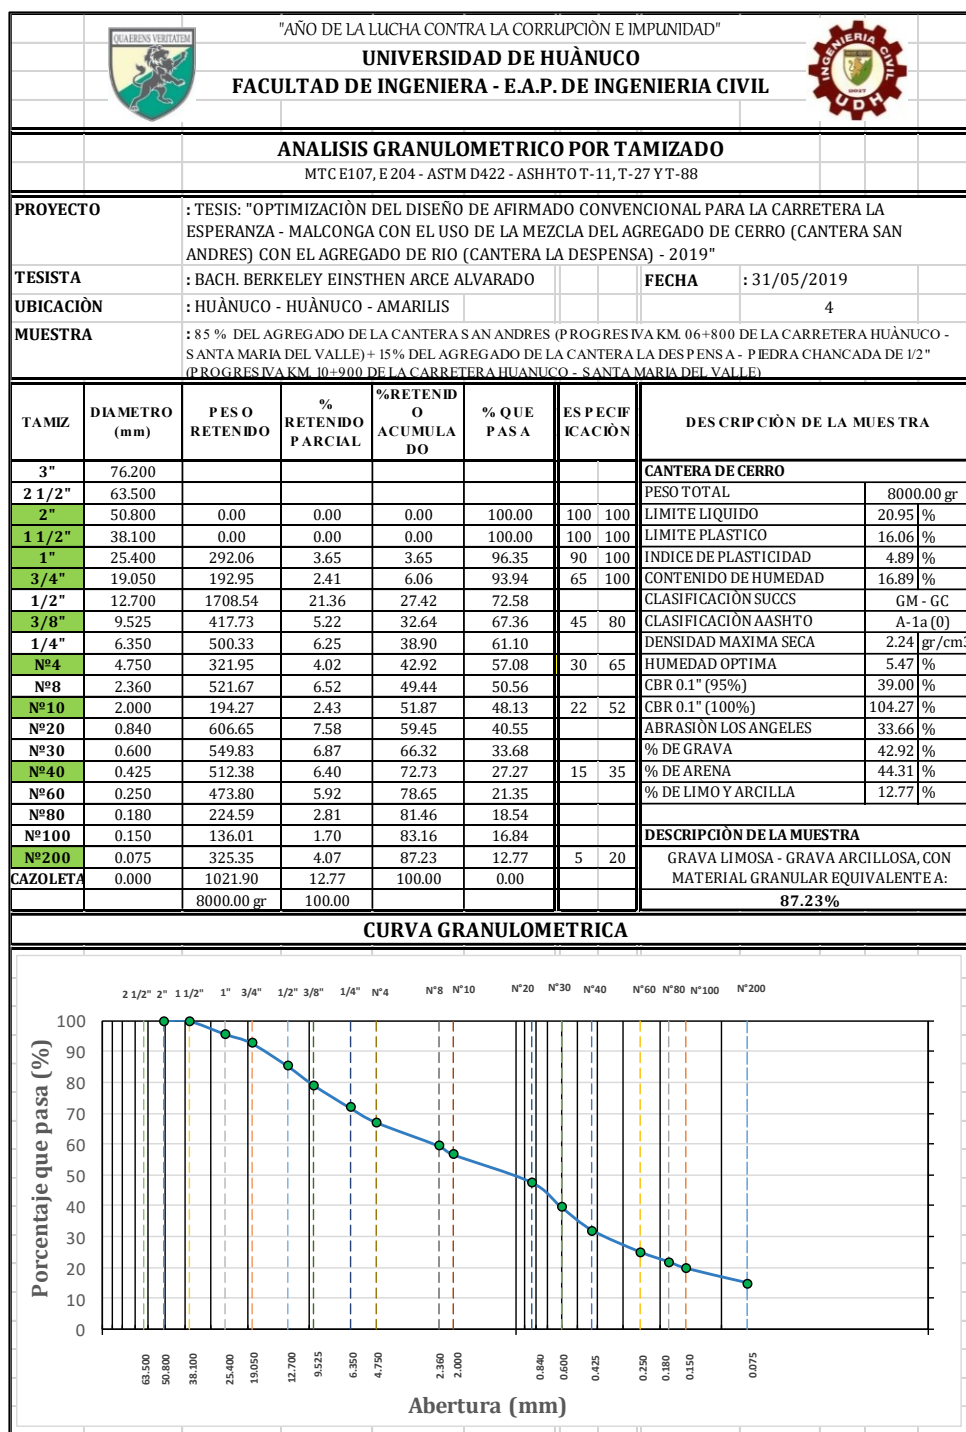 QUAERENS VERITATEM
"AÑO DE LA LUCHA CONTRA LA CORRUPCIÒN E IMPUNIDAD"
UNIVERSIDAD DE HUÀNUCO
FACULTAD DE INGENIERA - E.A.P. DE INGENIERIA CIVIL
INGENIERIA CIVIL
UDH
ANALISIS GRANULOMETRICO POR TAMIZADO
MTC E107, E 204 - ASTM D422 - ASHHTO T-11, T-27 Y T-88
PROYECTO : TESIS: "OPTIMIZACIÒN DEL DISEÑO DE AFIRMADO CONVENCIONAL PARA LA CARRETERA LA
ESPERANZA - MALCONGA CON EL USO DE LA MEZCLA DEL AGREGADO DE CERRO (CANTERA SAN
ANDRES) CON EL AGREGADO DE RIO (CANTERA LA DESPENSA) - 2019"
TESISTA : BACH. BERKELEY EINSTHEN ARCE ALVARADO FECHA : 31/05/2019
UBICACIÒN : HUÀNUCO - HUÀNUCO - AMARILIS 4
MUESTRA : 85 % DEL AGREGADO DE LA CANTERA SAN ANDRES (PROGRESIVA KM. 06+800 DE LA CARRETERA HUÀNUCO -
SANTA MARIA DEL VALLE) + 15% DEL AGREGADO DE LA CANTERA LA DESPENSA - PIEDRA CHANCADA DE 1/2"
(PROGRESIVA KM. 10+900 DE LA CARRETERA HUANUCO - SANTA MARIA DEL VALLE)
TAMIZ DIAMETRO (mm) PESO RETENIDO % RETENIDO PARCIAL %RETENIDO ACUMULADO % QUE PASA ESPECIFICACIÒN DESCRIPCIÒN DE LA MUESTRA
3" 76.200 CANTERA DE CERRO
2 1/2" 63.500 PESO TOTAL 8000.00 gr
2" 50.800 0.00 0.00 0.00 100.00 100 100 LIMITE LIQUIDO 20.95 %
1 1/2" 38.100 0.00 0.00 0.00 100.00 100 100 LIMITE PLASTICO 16.06 %
1" 25.400 292.06 3.65 3.65 96.35 90 100 INDICE DE PLASTICIDAD 4.89 %
3/4" 19.050 192.95 2.41 6.06 93.94 65 100 CONTENIDO DE HUMEDAD 16.89 %
1/2" 12.700 1708.54 21.36 27.42 72.58 CLASIFICACIÒN SUCCS GM - GC
3/8" 9.525 417.73 5.22 32.64 67.36 45 80 CLASIFICACIÒN AASHTO A-1a (0)
1/4" 6.350 500.33 6.25 38.90 61.10 DENSIDAD MAXIMA SECA 2.24 gr/cm3
Nº4 4.750 321.95 4.02 42.92 57.08 30 65 HUMEDAD OPTIMA 5.47 %
Nº8 2.360 521.67 6.52 49.44 50.56 CBR 0.1" (95%) 39.00 %
Nº10 2.000 194.27 2.43 51.87 48.13 22 52 CBR 0.1" (100%) 104.27 %
Nº20 0.840 606.65 7.58 59.45 40.55 ABRASIÒN LOS ANGELES 33.66 %
Nº30 0.600 549.83 6.87 66.32 33.68 % DE GRAVA 42.92 %
Nº40 0.425 512.38 6.40 72.73 27.27 15 35 % DE ARENA 44.31 %
Nº60 0.250 473.80 5.92 78.65 21.35 % DE LIMO Y ARCILLA 12.77 %
Nº80 0.180 224.59 2.81 81.46 18.54
Nº100 0.150 136.01 1.70 83.16 16.84 DESCRIPCIÒN DE LA MUESTRA
Nº200 0.075 325.35 4.07 87.23 12.77 5 20 GRAVA LIMOSA - GRAVA ARCILLOSA, CON
CAZOLETA 0.000 1021.90 12.77 100.00 0.00 MATERIAL GRANULAR EQUIVALENTE A:
8000.00 gr 100.00 87.23%
CURVA GRANULOMETRICA
2 1/2" 2" 1 1/2" 1" 3/4" 1/2" 3/8" 1/4" N°4 N°8 N°10 N°20 N°30 N°40 N°60 N°80 N°100 N°200
Porcentaje que pasa (%)
100
90
80
70
60
50
40
30
20
10
0
63.500 50.800 38.100 25.400 19.050 12.700 9.525 6.350 4.750 2.360 2.000 0.840 0.600 0.425 0.250 0.180 0.150 0.075
Abertura (mm)